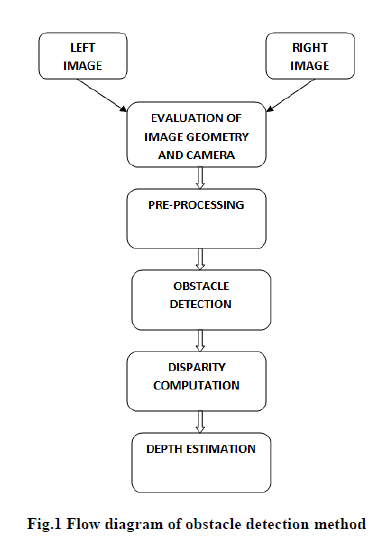 LEFT
IMAGE
RIGHT
IMAGE
EVALUATION OF
IMAGE GEOMETRY
AND CAMERA
PRE-PROCESSING
OBSTACLE
DETECTION
DISPARITY
COMPUTATION
DEPTH ESTIMATION
Fig.1 Flow diagram of obstacle detection method